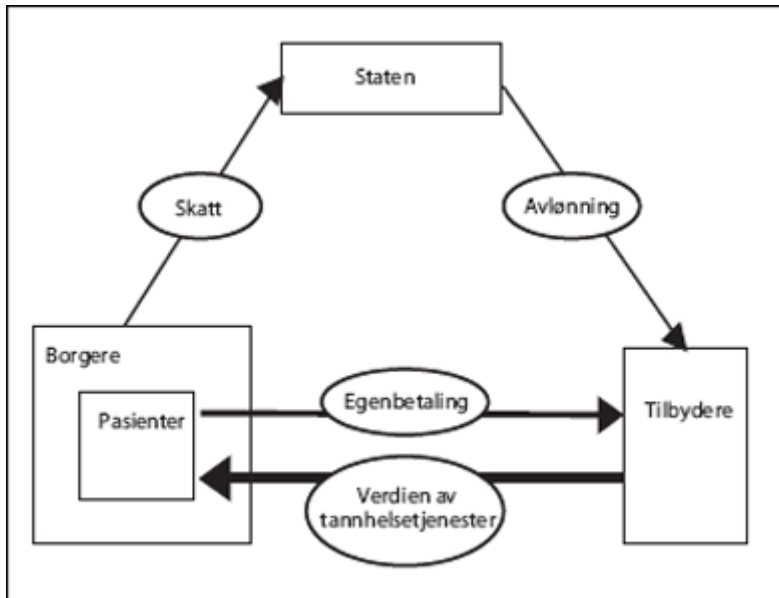 Staten
Skatt
Avlønning
Borgere
Pasienter
Egenbetaling
Tilbydere
Verdien av
tannhelsetjenester